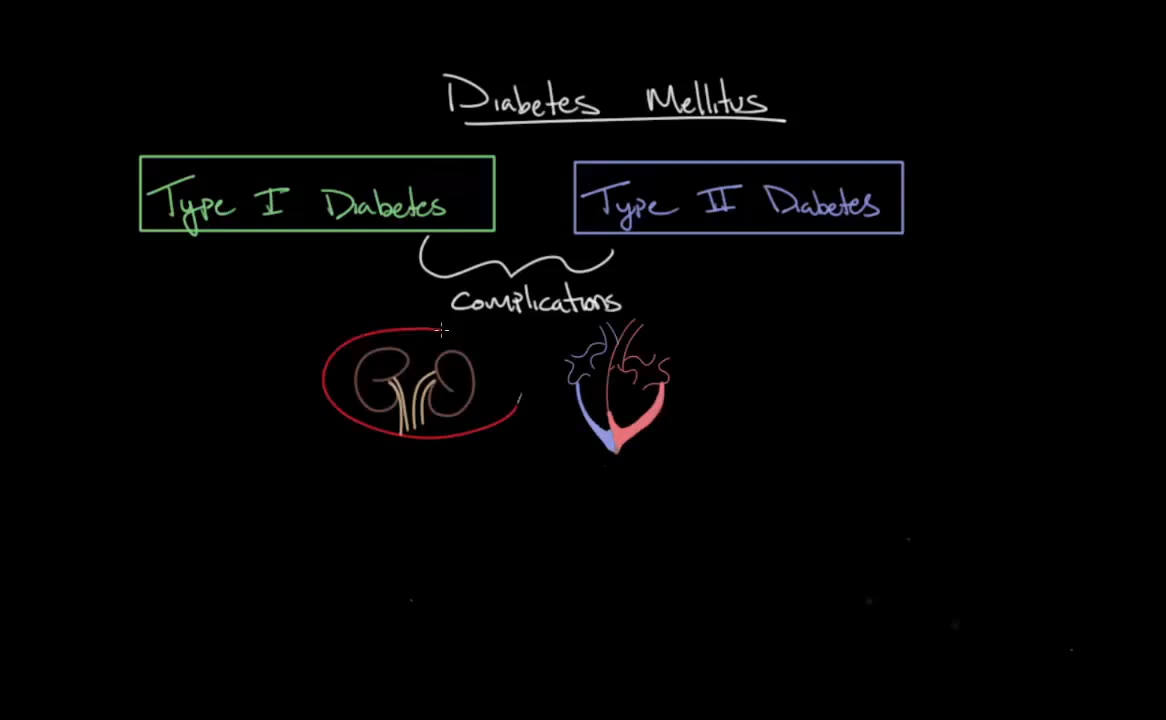 Diabetes Mellitus
Type I Diabetes
Type II Diabetes
Complications